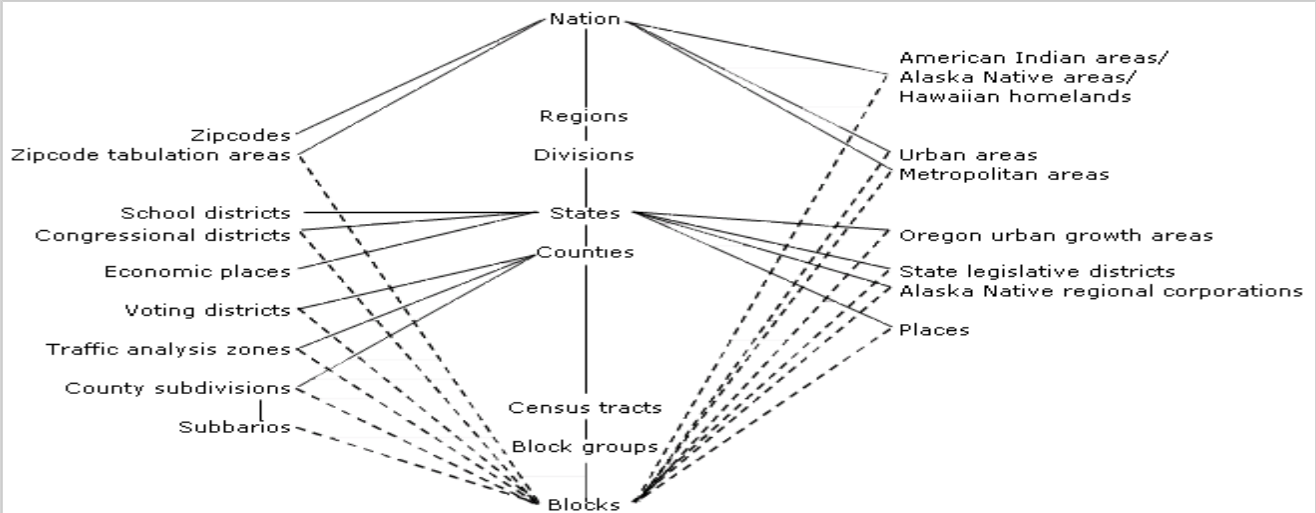 Nation
American Indian areas/
Alaska Native areas/
Hawaiian homelands
Regions
Zipcodes
Zipcode tabulation areas
Divisions
Urban areas
Metropolitan areas
School districts
States
Congressional districts
Oregon urban growth areas
Counties
Economic places
State legislative districts
Alaska Native regional corporations
Voting districts
Places
Traffic analysis zones
County subdivisions
Census tracts
Subbarios
Block groups
Blocks